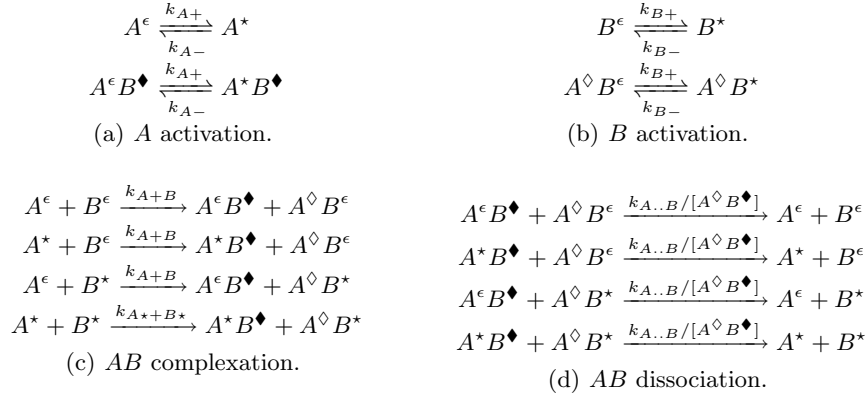 A^ϵ ⇌ A^⋆ (k_{A+}, k_{A−})
A^ϵ B^♦ ⇌ A^⋆ B^♦ (k_{A+}, k_{A−})
(a) A activation.
B^ϵ ⇌ B^⋆ (k_{B+}, k_{B−})
A^◊ B^ϵ ⇌ A^◊ B^⋆ (k_{B+}, k_{B−})
(b) B activation.
A^ϵ + B^ϵ —k_{A+B}→ A^ϵ B^♦ + A^◊ B^ϵ
A^⋆ + B^ϵ —k_{A+B}→ A^⋆ B^♦ + A^◊ B^ϵ
A^ϵ + B^⋆ —k_{A+B}→ A^ϵ B^♦ + A^◊ B^⋆
A^⋆ + B^⋆ —k_{A⋆+B⋆}→ A^⋆ B^♦ + A^◊ B^⋆
(c) AB complexation.
A^ϵ B^♦ + A^◊ B^ϵ —k_{A..B}/[A^◊ B^♦]→ A^ϵ + B^ϵ
A^⋆ B^♦ + A^◊ B^ϵ —k_{A..B}/[A^◊ B^♦]→ A^⋆ + B^ϵ
A^ϵ B^♦ + A^◊ B^⋆ —k_{A..B}/[A^◊ B^♦]→ A^ϵ + B^⋆
A^⋆ B^♦ + A^◊ B^⋆ —k_{A..B}/[A^◊ B^♦]→ A^⋆ + B^⋆
(d) AB dissociation.